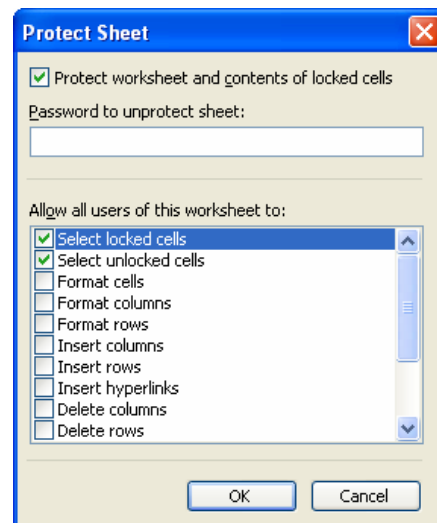 Protect Sheet
Protect worksheet and contents of locked cells
Password to unprotect sheet:
Allow all users of this worksheet to:
Select locked cells
Select unlocked cells
Format cells
Format columns
Format rows
Insert columns
Insert rows
Insert hyperlinks
Delete columns
Delete rows
OK Cancel